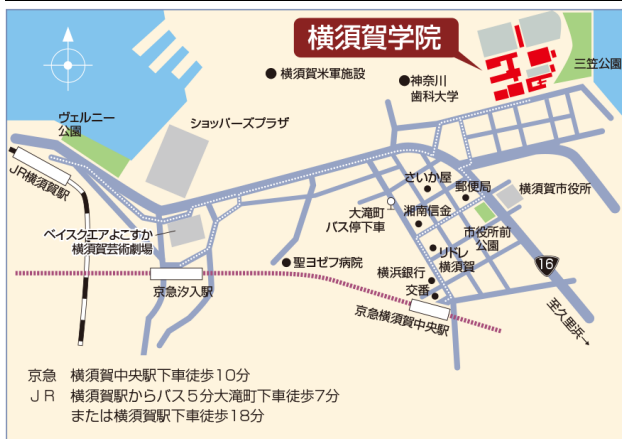 横須賀学院
三笠公園
横須賀米軍施設
神奈川
歯科大学
ヴェルニー
公園
ショッパーズプラザ
JR横須賀駅
さいか屋
郵便局
横須賀市役所
大滝町
バス停下車
湘南信金
市役所前
公園
ベイスクエアよこすか
横須賀芸術劇場
リドレ
横須賀
聖ヨゼフ病院
横浜銀行
交番
16
京急汐入駅
京急横須賀中央駅
至久里浜→
京急 横須賀中央駅下車徒歩10分
JR 横須賀駅からバス5分大滝町下車徒歩7分
または横須賀駅下車徒歩18分